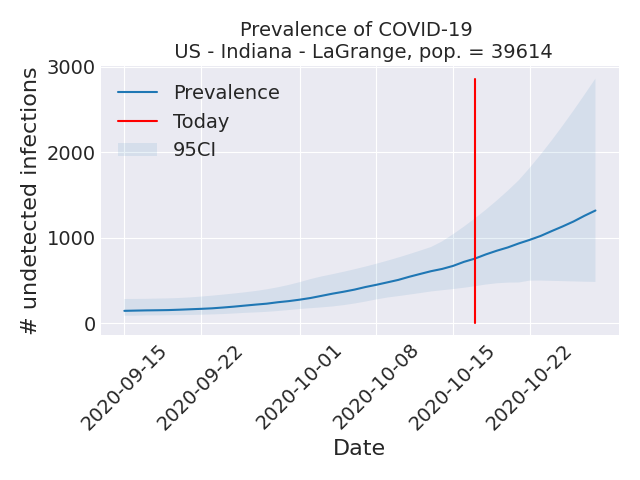 Prevalence of COVID-19
US - Indiana - LaGrange, pop. = 39614
# undetected infections
3000
2000
1000
0
Prevalence
Today
95CI
2020-09-15
2020-09-22
2020-10-01
2020-10-08
2020-10-15
2020-10-22
Date